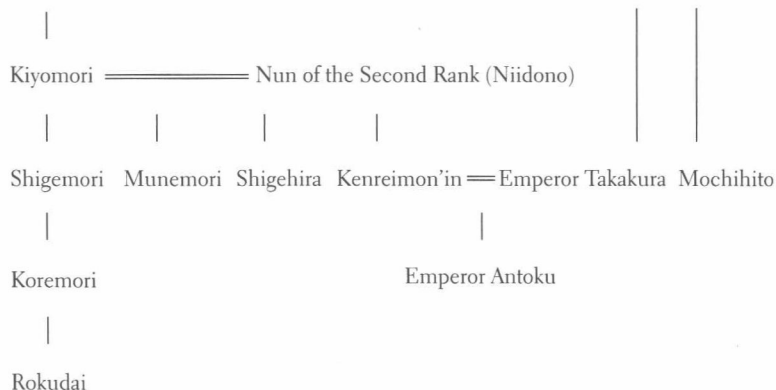 Kiyomori Nun of the Second Rank (Niidono)
Shigemori Munemori Shigehira Kenreimon'in Emperor Takakura Mochihito
Koremori Emperor Antoku
Rokudai